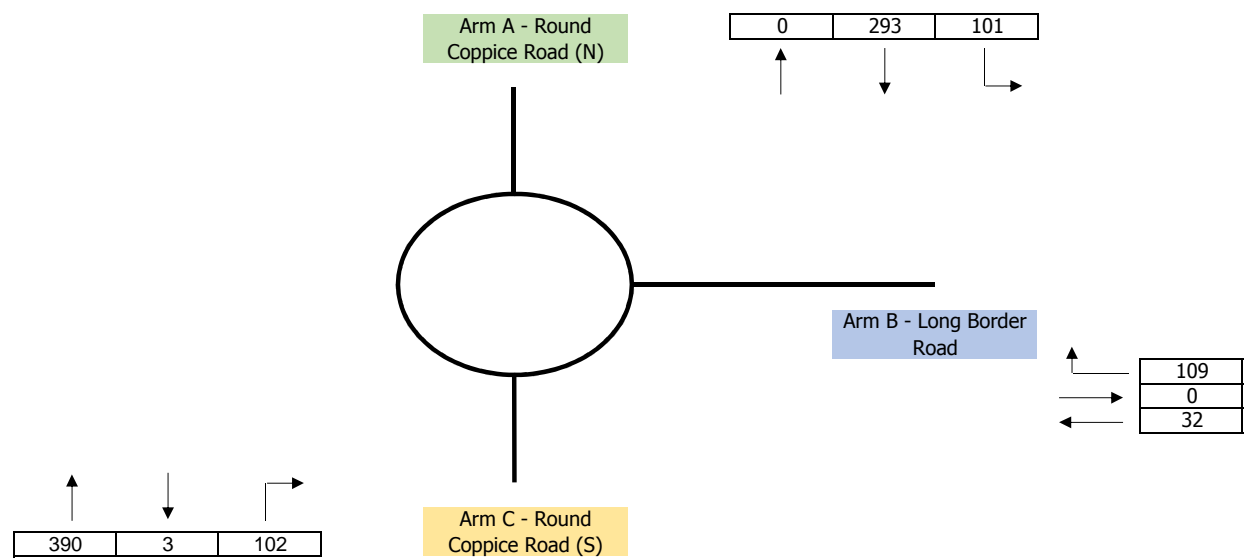 Arm A - Round
Coppice Road (N)
0 293 101
Arm B - Long Border
Road
109
0
32
Arm C - Round
Coppice Road (S)
390 3 102